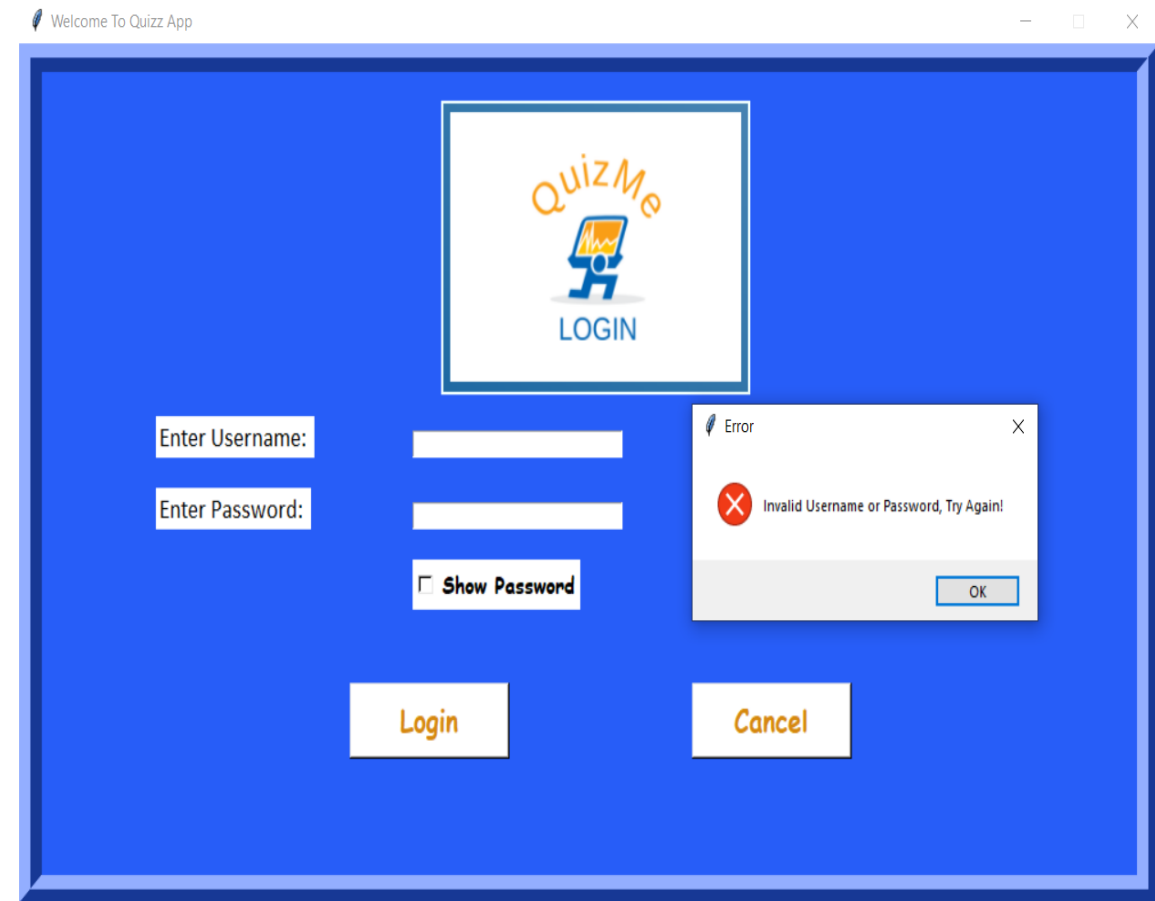 Welcome To Quizz App
QuizMe
LOGIN
Enter Username:
Error
Invalid Username or Password, Try Again!
OK
Enter Password:
Show Password
Login
Cancel